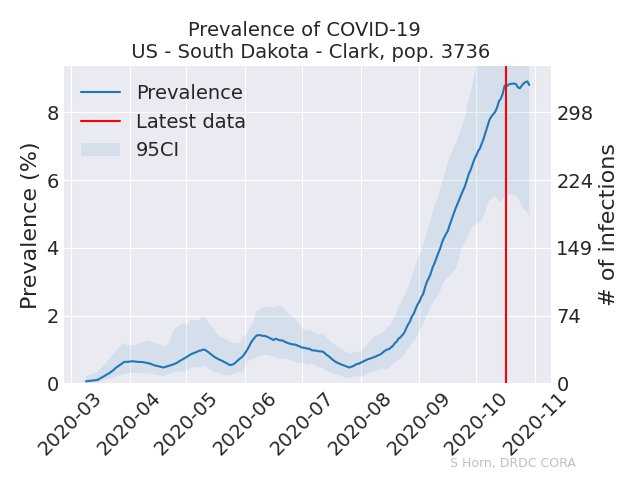 Prevalence of COVID-19
US - South Dakota - Clark, pop. 3736
Prevalence
Latest data
95CI
Prevalence (%)
8
6
4
2
0
298
224
149
74
0
# of infections
2020-03
2020-04
2020-05
2020-06
2020-07
2020-08
2020-09
2020-10
2020-11
S Horn, DRDC CORA